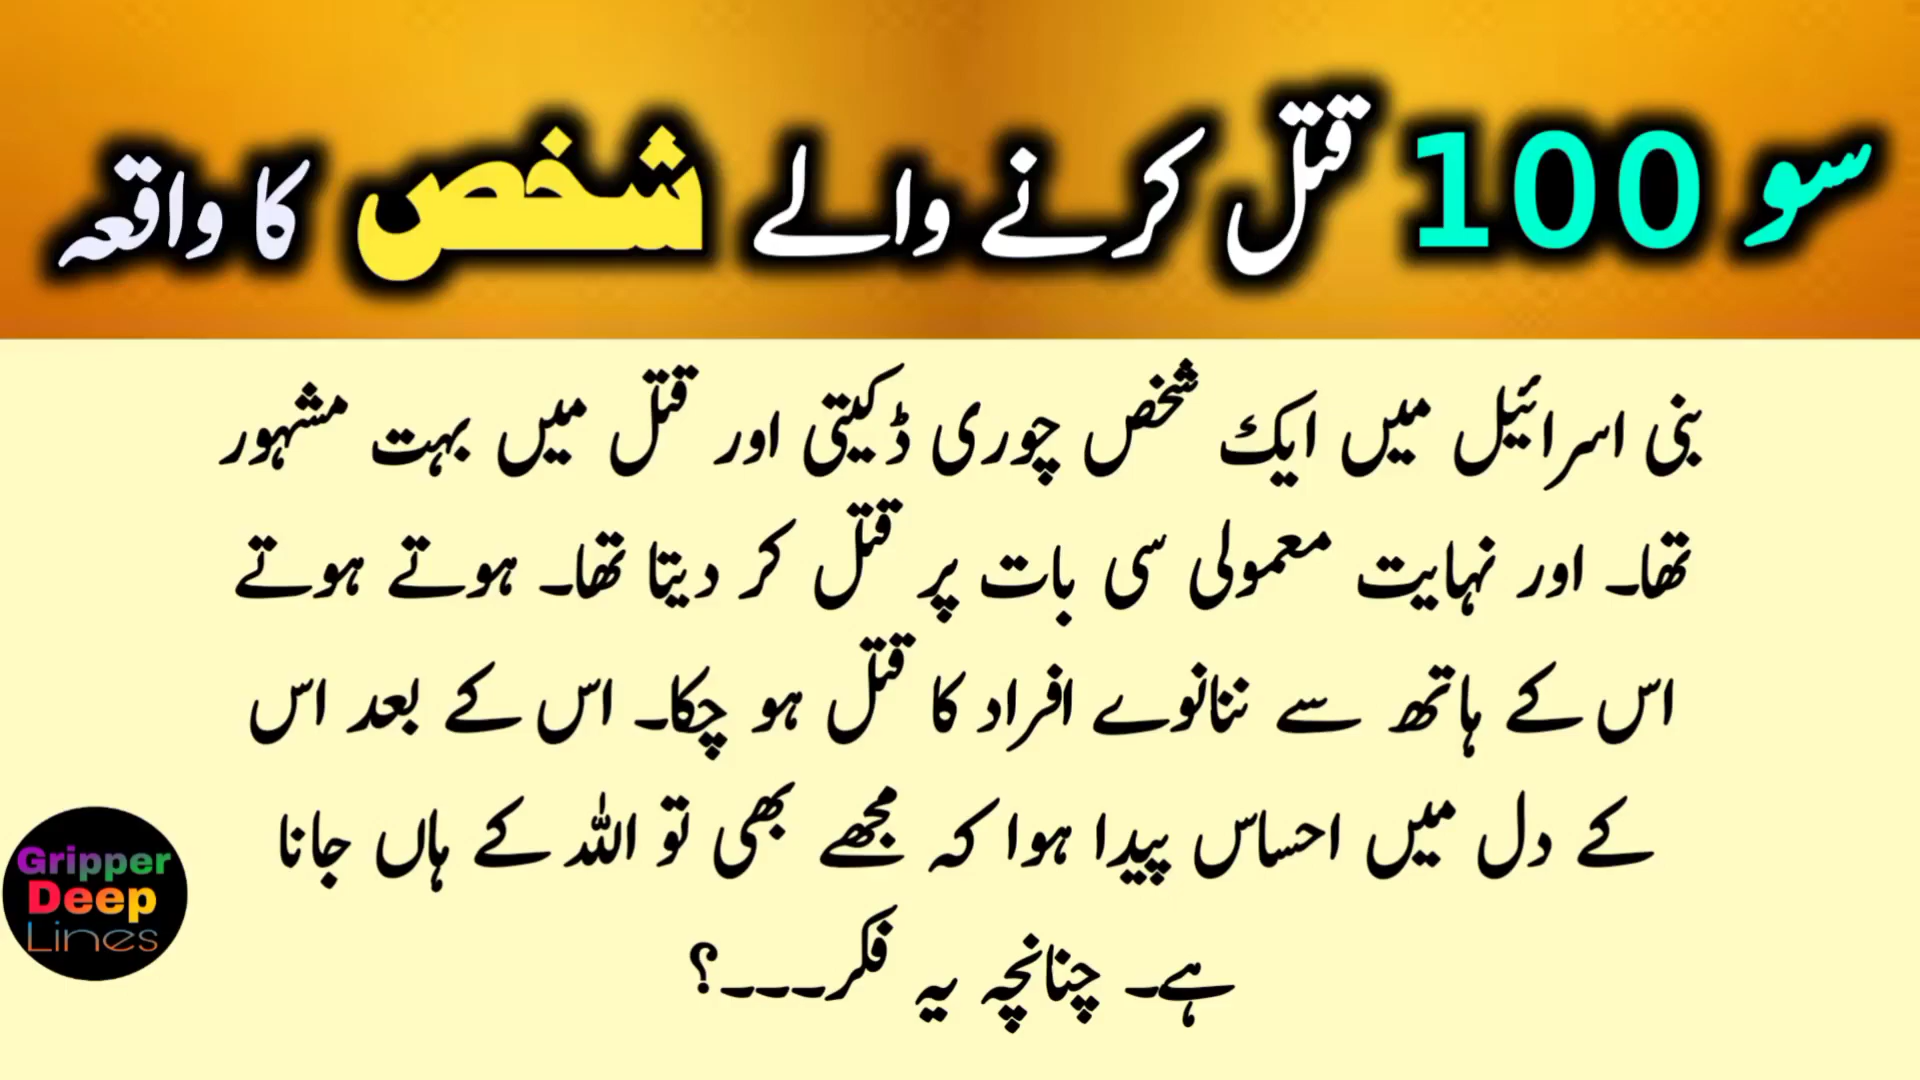 سو 100 قتل کرنے والے شخص کا واقعہ
بنی اسرائیل میں ایک شخص چوری ڈکیتی اور قتل میں بہت مشہور
تھا۔ اور نہایت معمولی سی بات پر قتل کر دیتا تھا۔ ہوتے ہوتے
اس کے ہاتھ سے ننانوے افراد کا قتل ہو چکا۔ اس کے بعد اس
کے دل میں احساس پیدا ہوا کہ مجھے بھی تو اللہ کے ہاں جانا
ہے۔ چنانچہ یہ فکر۔۔۔؟
Gripper
Deep
Lines